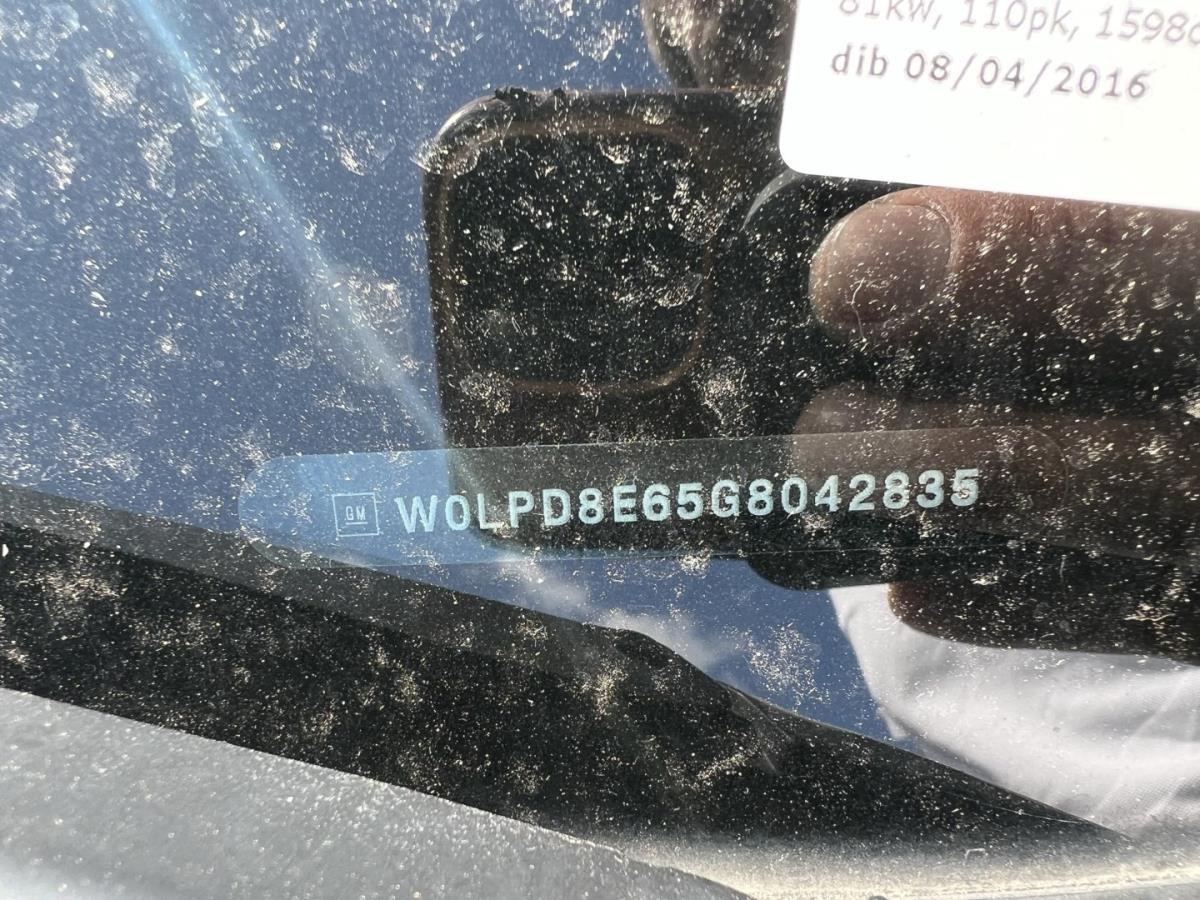 81kw, 110pk, 1598
dib 08/04/2016
GM W0LPD8E65G8042835